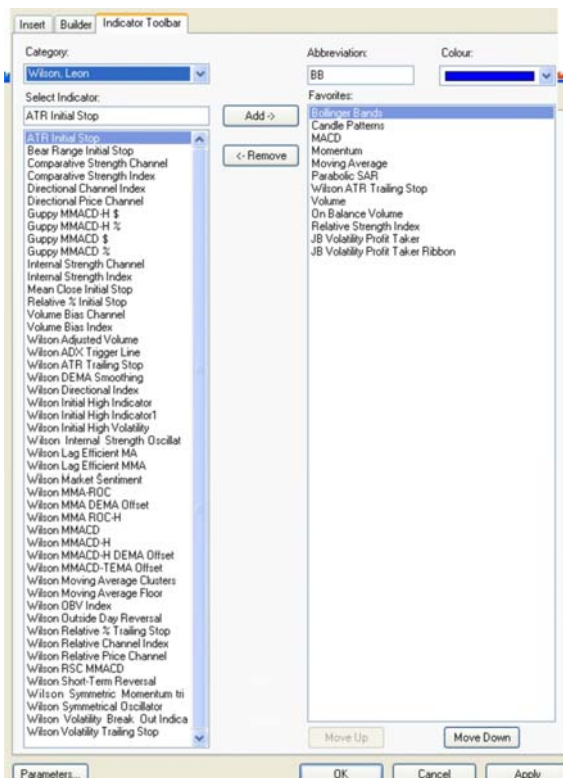 Insert Builder Indicator Toolbar
Category:
Wilson, Leon
Select Indicator:
ATR Initial Stop
ATR Initial Stop
Bear Range Initial Stop
Comparative Strength Channel
Comparative Strength Index
Directional Channel Index
Directional Price Channel
Guppy MMACD-H $
Guppy MMACD-H %
Guppy MMACD $
Guppy MMACD %
Internal Strength Channel
Internal Strength Index
Mean Close Initial Stop
Relative % Initial Stop
Volume Bias Channel
Volume Bias Index
Wilson Adjusted Volume
Wilson ADX Trigger Line
Wilson ATR Trailing Stop
Wilson DEMA Smoothing
Wilson Directional Index
Wilson Initial High Indicator
Wilson Initial High Indicator1
Wilson Initial High Volatility
Wilson Internal Strength Oscillat
Wilson Lag Efficient MA
Wilson Lag Efficient MMA
Wilson Market Sentiment
Wilson MMA-ROC
Wilson MMA DEMA Offset
Wilson MMA ROC-H
Wilson MMACD
Wilson MMACD-H
Wilson MMACD-H DEMA Offset
Wilson MMACD-TEMA Offset
Wilson Moving Average Clusters
Wilson Moving Average Floor
Wilson OBV Index
Wilson Outside Day Reversal
Wilson Relative % Trailing Stop
Wilson Relative Channel Index
Wilson Relative Price Channel
Wilson RSC MMACD
Wilson Short-Term Reversal
Wilson Symmetric Momentum tri
Wilson Symmetrical Oscillator
Wilson Volatility Break Out Indica
Wilson Volatility Trailing Stop
Add ->
<- Remove
Abbreviation: Colour:
BB
Favorites:
Bollinger Bands
Candle Patterns
MACD
Momentum
Moving Average
Parabolic SAR
Wilson ATR Trailing Stop
Volume
On Balance Volume
Relative Strength Index
JB Volatility Profit Taker
JB Volatility Profit Taker Ribbon
Move Up Move Down
Parameters... OK Cancel Apply